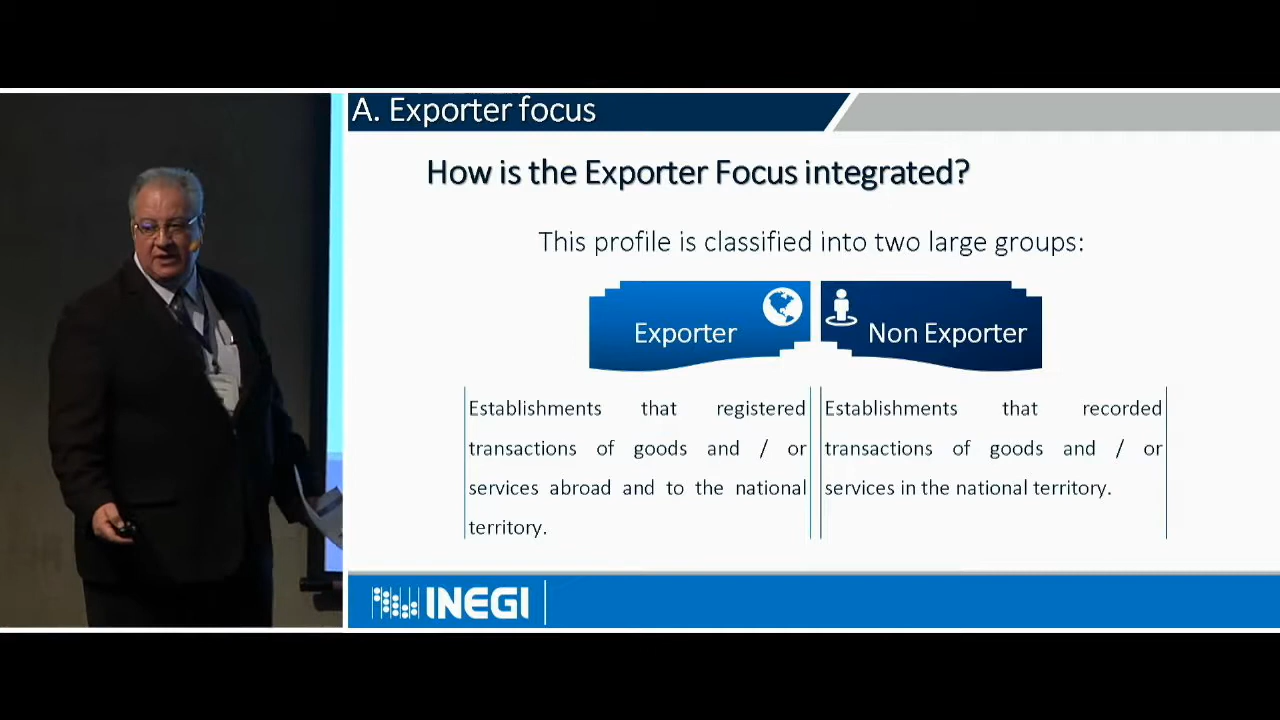 A. Exporter focus
How is the Exporter Focus integrated?
This profile is classified into two large groups:
Exporter
Non Exporter
Establishments that registered
transactions of goods and / or
services abroad and to the national
territory.
Establishments that recorded
transactions of goods and / or
services in the national territory.
INEGI